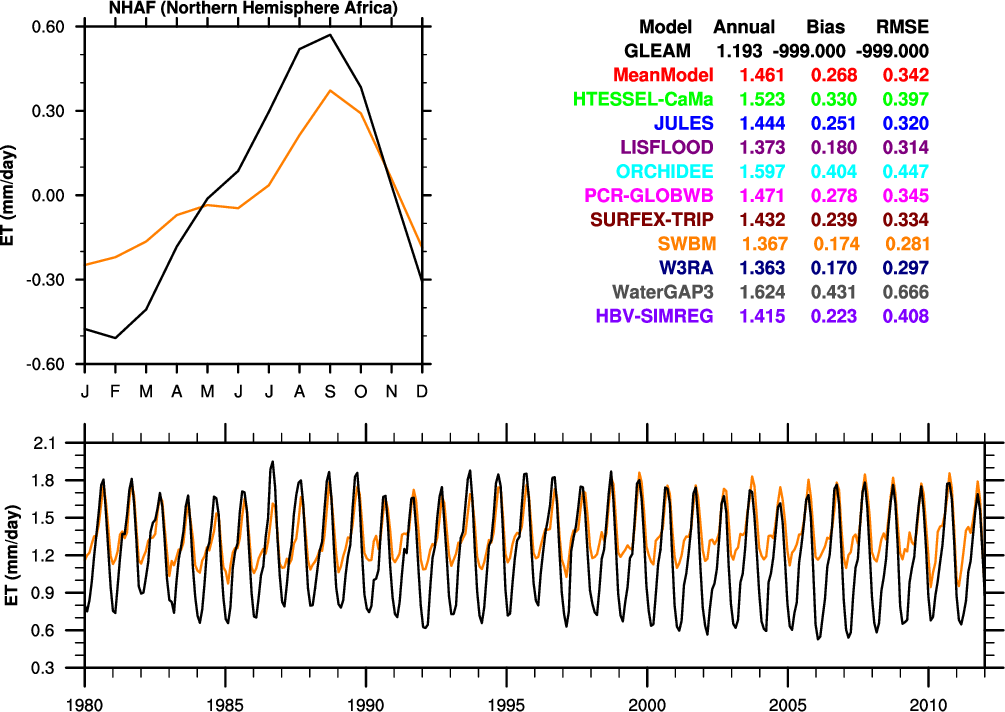 NHAF (Northern Hemisphere Africa)
0.60
0.30
0.00
-0.30
-0.60
ET (mm/day)
J F M A M J J A S O N D
Model Annual Bias RMSE
GLEAM 1.193 -999.000 -999.000
MeanModel 1.461 0.268 0.342
HTESSEL-CaMa 1.523 0.330 0.397
JULES 1.444 0.251 0.320
LISFLOOD 1.373 0.180 0.314
ORCHIDEE 1.597 0.404 0.447
PCR-GLOBWB 1.471 0.278 0.345
SURFEX-TRIP 1.432 0.239 0.334
SWBM 1.367 0.174 0.281
W3RA 1.363 0.170 0.297
WaterGAP3 1.624 0.431 0.666
HBV-SIMREG 1.415 0.223 0.408
2.1
1.8
1.5
1.2
0.9
0.6
0.3
ET (mm/day)
1980 1985 1990 1995 2000 2005 2010